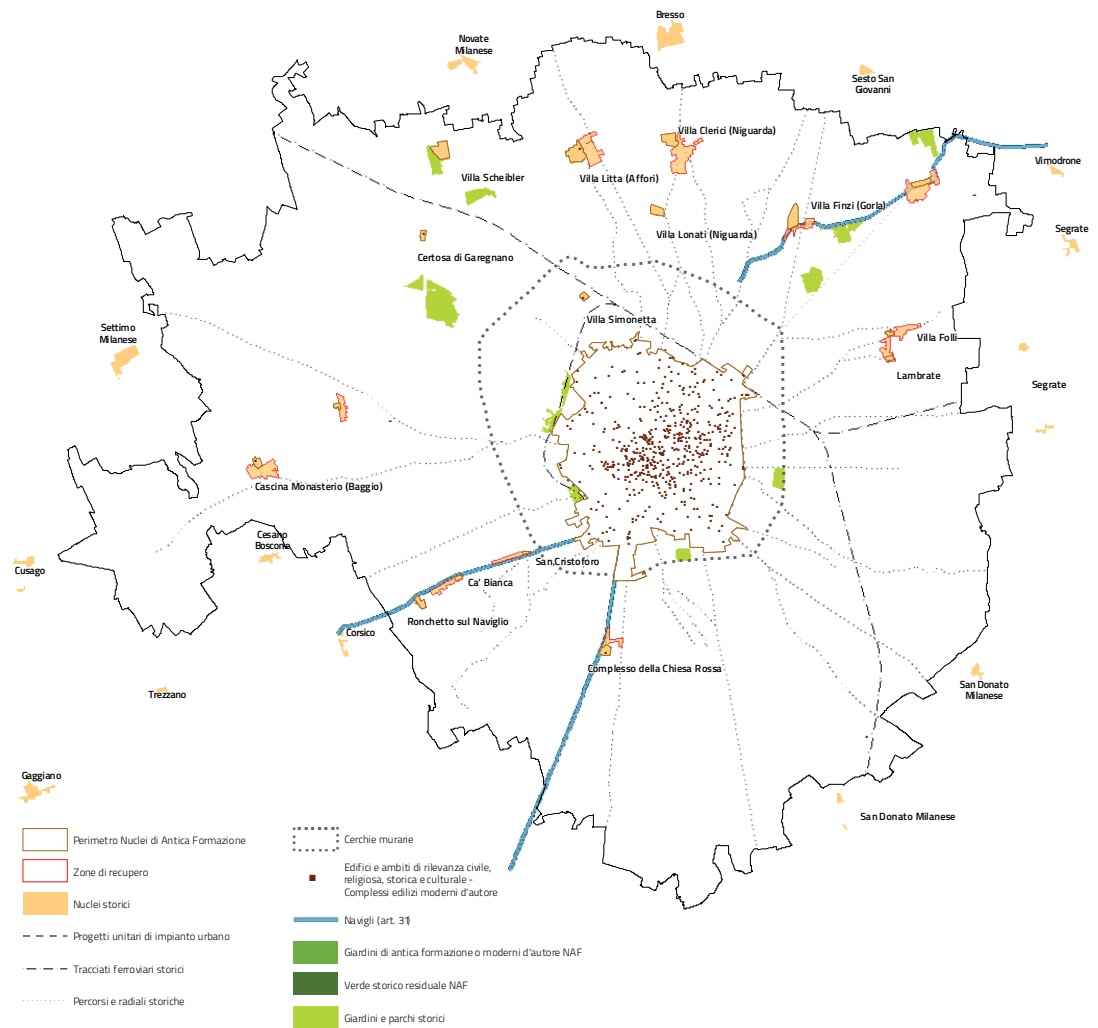 Bresso
Novate
Milanese
Sesto San
Giovanni
Villa Clerici (Niguarda)
Vimodrone
Villa Scheibler
Villa Litta (Affori)
Villa Finzi (Gorla)
Segrate
Villa Lonati (Niguarda)
Certosa di Garegnano
Villa Simonetta
Settimo
Milanese
Villa Folli
Lambrate
Segrate
Cascina Monasterio (Baggio)
Cesano
Boscone
Cusago
San Cristoforo
Ca' Bianca
Ronchetto sul Naviglio
Corsico
Complesso della Chiesa Rossa
Trezzano
San Donato
Milanese
Gaggiano
San Donato Milanese
Perimetro Nuclei di Antica Formazione
Zone di recupero
Nuclei storici
Progetti unitari di impianto urbano
Tracciati ferroviari storici
Percorsi e radiali storiche
Cerchie murarie
Edifici e ambiti di rilevanza civile,
religiosa, storica e culturale -
Complessi edilizi moderni d'autore
Navigli (art. 31)
Giardini di antica formazione o moderni d'autore NAF
Verde storico residuale NAF
Giardini e parchi storici